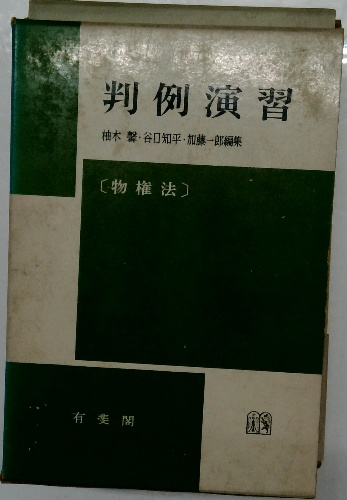 判例演習
柚木 馨・谷口知平・加藤一郎編集
〔物権法〕
有斐閣